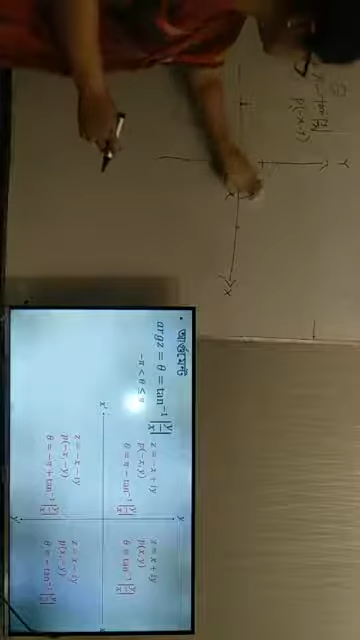 • আর্গুমেন্ট
arg z = θ = tan⁻¹ |y/x|
-π < θ ≤ π
z = -x + iy
p(-x,y)
θ = π - tan⁻¹ |y/x|
z = x + iy
p(x,y)
θ = tan⁻¹ |y/x|
x'
x
y
y'
z = -x - iy
p(-x,-y)
θ = -π + tan⁻¹ |y/x|
z = x - iy
p(x,-y)
θ = -tan⁻¹ |y/x|
p(-x,-y)
Y
X